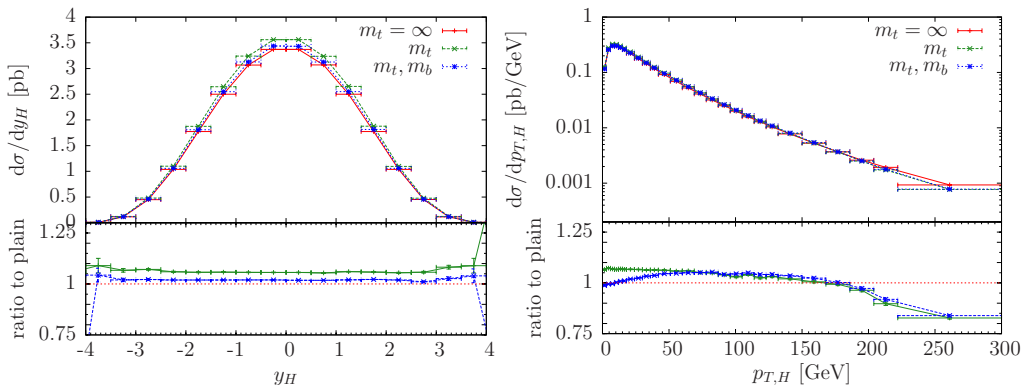 dσ/dy_H [pb]
4
3.5
3
2.5
2
1.5
1
0.5
0
m_t = ∞
m_t
m_t, m_b
ratio to plain
1.25
1
0.75
-4 -3 -2 -1 0 1 2 3 4
y_H
dσ/dp_{T,H} [pb/GeV]
1
0.1
0.01
0.001
m_t = ∞
m_t
m_t, m_b
ratio to plain
1.25
1
0.75
0 50 100 150 200 250 300
p_{T,H} [GeV]